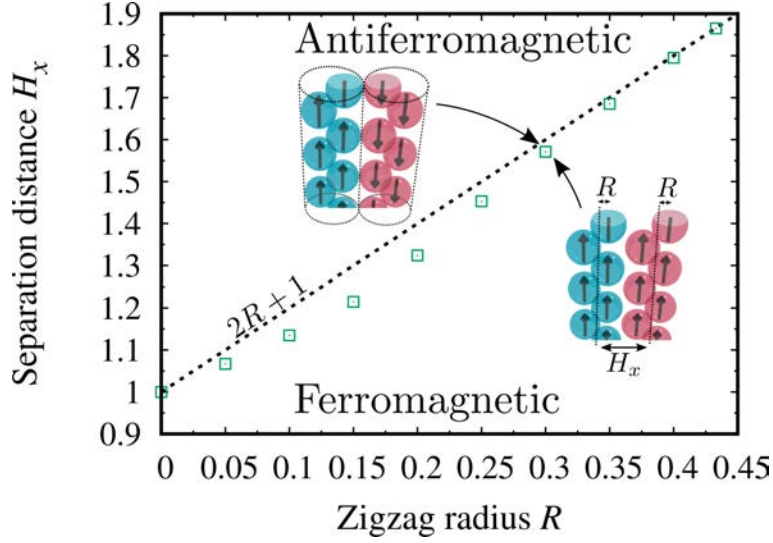 Separation distance H_x
1.9
1.8
1.7
1.6
1.5
1.4
1.3
1.2
1.1
1
0.9
Antiferromagnetic
2R + 1
R
R
H_x
Ferromagnetic
0
0.05
0.1
0.15
0.2
0.25
0.3
0.35
0.4
0.45
Zigzag radius R